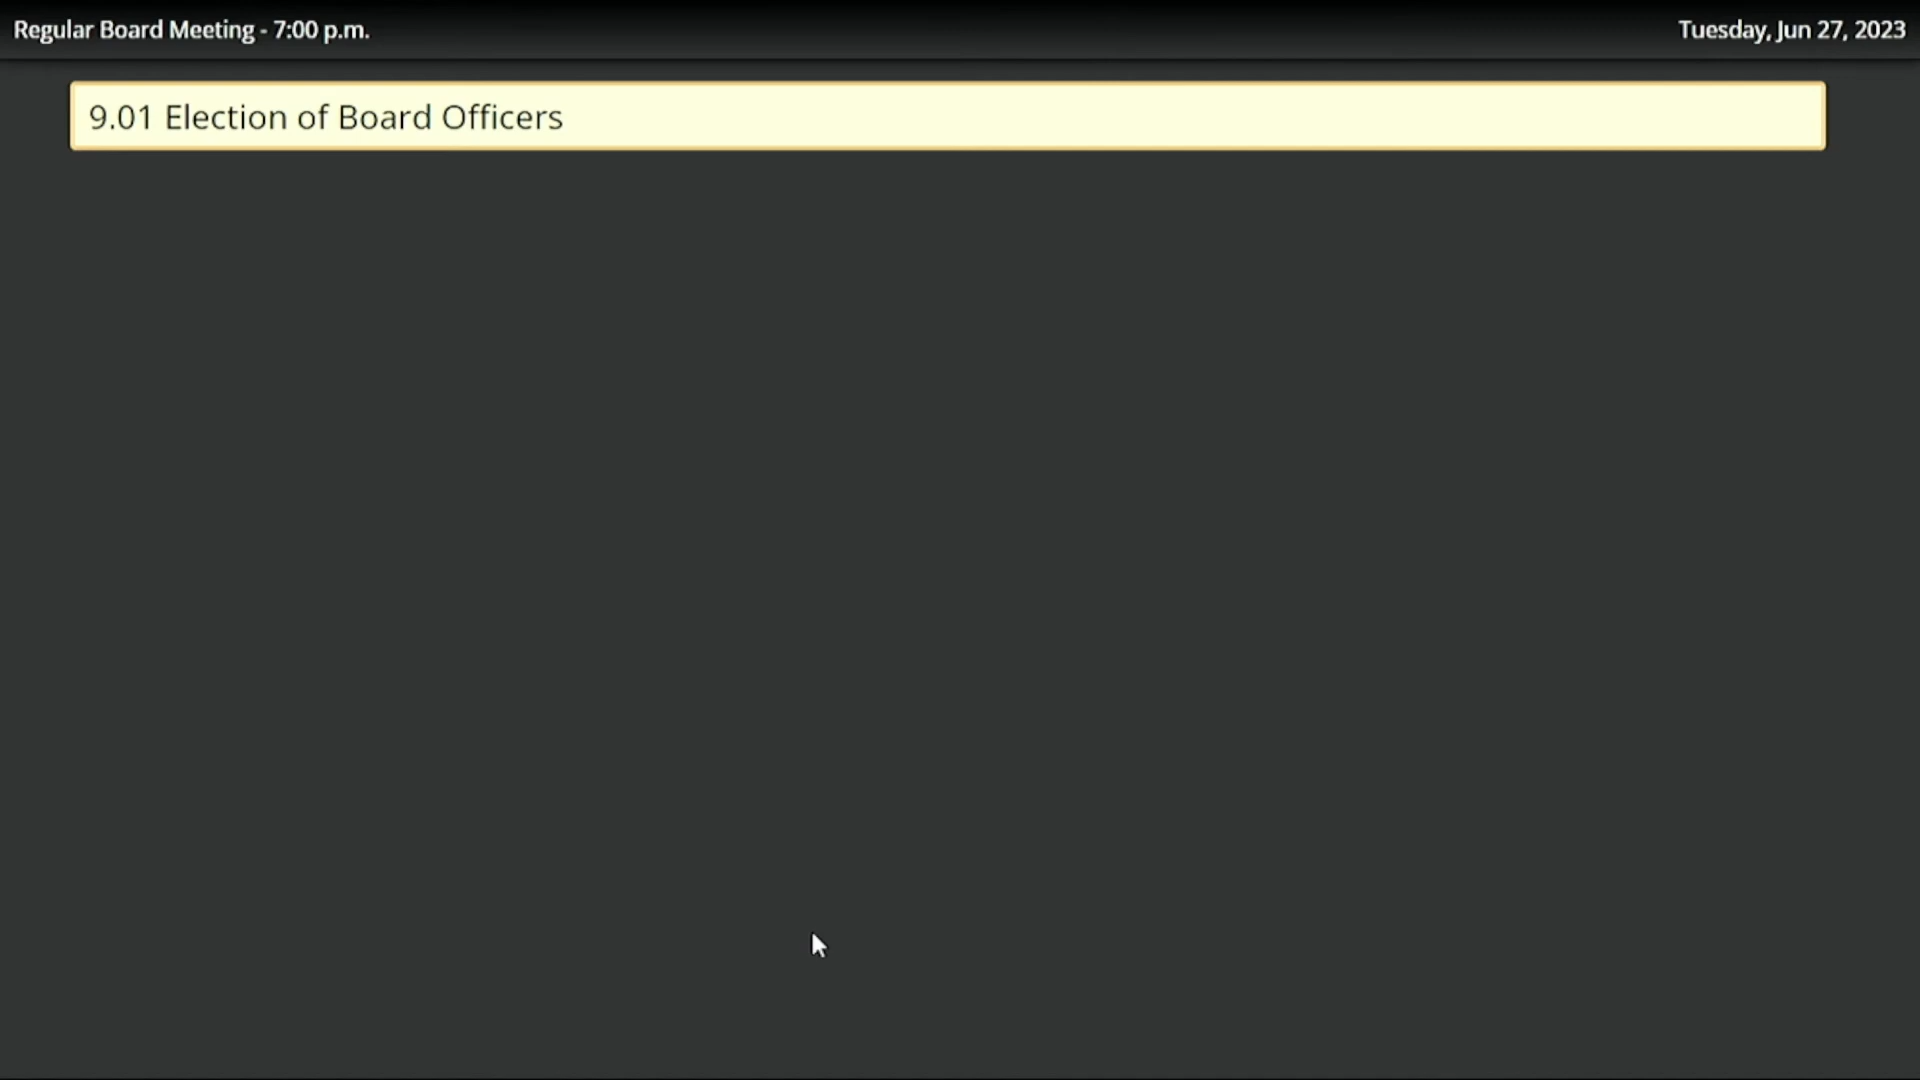 Regular Board Meeting - 7:00 p.m.
Tuesday, Jun 27, 2023
9.01 Election of Board Officers